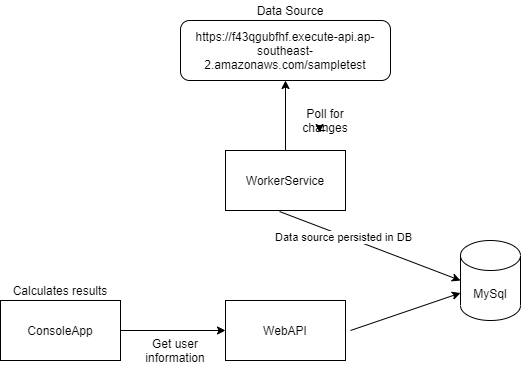 Data Source
https://f43qgubfhf.execute-api.ap-
southeast-
2.amazonaws.com/sampletest
Poll for
changes
WorkerService
Data source persisted in DB
MySql
Calculates results
ConsoleApp
Get user
information
WebAPI